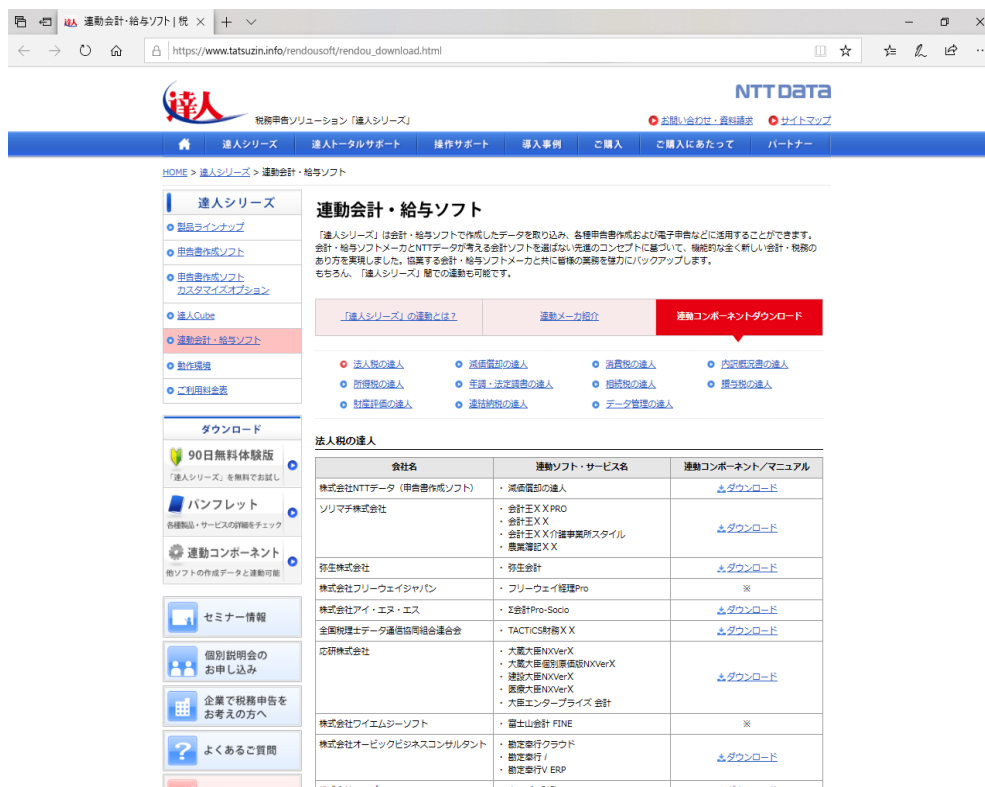 連動会計・給与ソフト | 税
https://www.tatsuzin.info/rendousoft/rendou_download.html
達人
税務申告ソリューション「達人シリーズ」
NTT DATA
お問い合わせ・資料請求
サイトマップ
達人シリーズ
達人トータルサポート
操作サポート
導入事例
ご購入
ご購入にあたって
パートナー
HOME > 達人シリーズ > 連動会計・給与ソフト
達人シリーズ
製品ラインナップ
申告書作成ソフト
申告書作成ソフト
カスタマイズオプション
達人Cube
連動会計・給与ソフト
動作環境
ご利用料金表
ダウンロード
90日無料体験版
「達人シリーズ」を無料でお試し
パンフレット
各種製品・サービスの詳細をチェック
連動コンポーネント
他ソフトの作成データと連動可能
セミナー情報
個別説明会の
お申し込み
企業で税務申告を
お考えの方へ
よくあるご質問
連動会計・給与ソフト
「達人シリーズ」は会計・給与ソフトで作成したデータを取り込み、各種申告書作成および電子申告などに活用することができます。
会計・給与ソフトメーカとNTTデータが考える会計ソフトを選ばない先進のコンセプトに基づいて、機能的な全く新しい会計・税務の
あり方を実現しました。協業する会計・給与ソフトメーカと共に皆様の業務を強力にバックアップします。
もちろん、「達人シリーズ」間での連動も可能です。
「達人シリーズ」の連動とは？
連動メーカ紹介
連動コンポーネントダウンロード
法人税の達人
減価償却の達人
消費税の達人
内訳概況書の達人
所得税の達人
年調・法定調書の達人
相続税の達人
贈与税の達人
財産評価の達人
連結納税の達人
データ管理の達人
法人税の達人
会社名
連動ソフト・サービス名
連動コンポーネント／マニュアル
株式会社NTTデータ（申告書作成ソフト）
・ 減価償却の達人
ダウンロード
ソリマチ株式会社
・ 会計王ＸＸPRO
・ 会計王ＸＸ
・ 会計王ＸＸ介護事業所スタイル
・ 農業簿記ＸＸ
ダウンロード
弥生株式会社
・ 弥生会計
ダウンロード
株式会社フリーウェイジャパン
・ フリーウェイ経理Pro
※
株式会社アイ・エヌ・エス
・ Σ会計Pro-Socio
ダウンロード
全国税理士データ通信協同組合連合会
・ TACTiCS財務ＸＸ
ダウンロード
応研株式会社
・ 大蔵大臣NXVerX
・ 大蔵大臣個別原価版NXVerX
・ 建設大臣NXVerX
・ 医療大臣NXVerX
・ 大臣エンタープライズ 会計
ダウンロード
株式会社ワイエムジーソフト
・ 富士山会計 FINE
※
株式会社オービックビジネスコンサルタント
・ 勘定奉行クラウド
・ 勘定奉行 i
・ 勘定奉行V ERP
ダウンロード